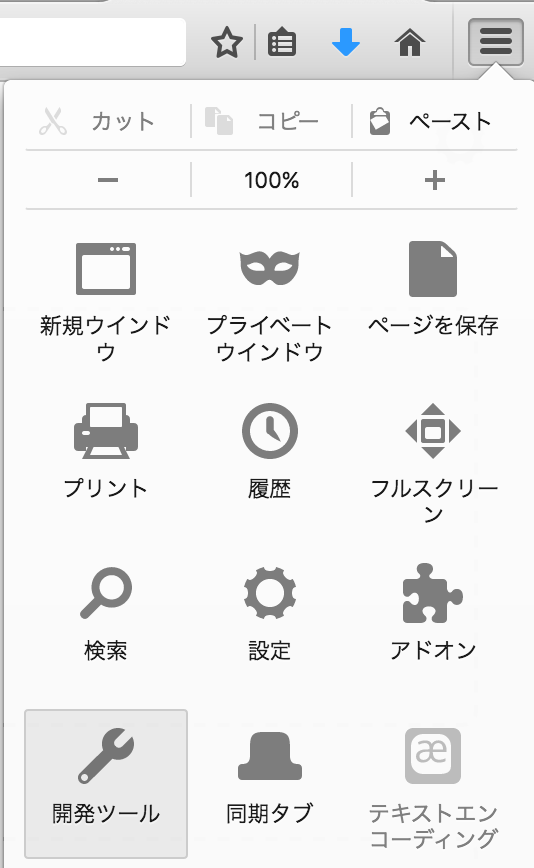 カット コピー ペースト
100%
新規ウインド
ウ
プライベート
ウインドウ
ページを保存
プリント
履歴
フルスクリー
ン
検索
設定
アドオン
開発ツール
同期タブ
æ
テキストエン
コーディング